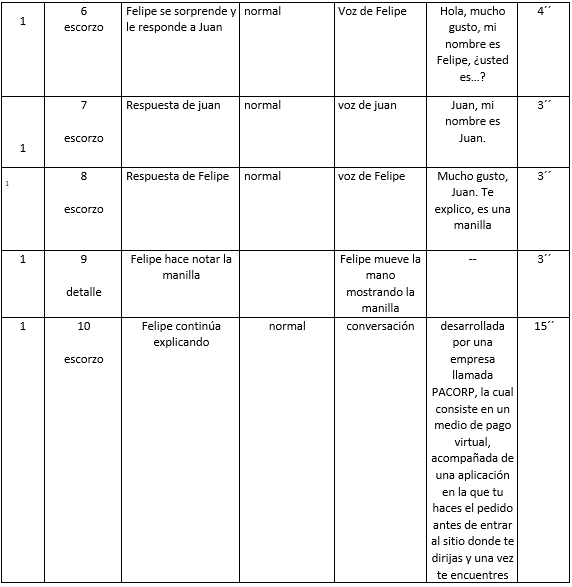 1
6
escorzo
Felipe se sorprende y
le responde a Juan
normal
Voz de Felipe
Hola, mucho
gusto, mi
nombre es
Felipe, ¿usted
es...?
4´´
1
7
escorzo
Respuesta de juan
normal
voz de juan
Juan, mi
nombre es
Juan.
3´´
1
8
escorzo
Respuesta de Felipe
normal
voz de Felipe
Mucho gusto,
Juan. Te
explico, es una
manilla
3´´
1
9
detalle
Felipe hace notar la
manilla
Felipe mueve la
mano
mostrando la
manilla
--
3´´
1
10
escorzo
Felipe continúa
explicando
normal
conversación
desarrollada
por una
empresa
llamada
PACORP, la cual
consiste en un
medio de pago
virtual,
acompañada de
una aplicación
en la que tu
haces el pedido
antes de entrar
al sitio donde te
dirijas y una vez
te encuentres
15´´